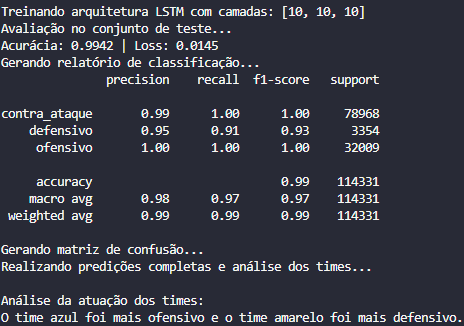 Treinando arquitetura LSTM com camadas: [10, 10, 10]
Avaliação no conjunto de teste...
Acurácia: 0.9942 | Loss: 0.0145
Gerando relatório de classificação...
precision recall f1-score support
contra_ataque 0.99 1.00 1.00 78968
defensivo 0.95 0.91 0.93 3354
ofensivo 1.00 1.00 1.00 32009
accuracy 0.99 114331
macro avg 0.98 0.97 0.97 114331
weighted avg 0.99 0.99 0.99 114331
Gerando matriz de confusão...
Realizando predições completas e análise dos times...
Análise da atuação dos times:
O time azul foi mais ofensivo e o time amarelo foi mais defensivo.